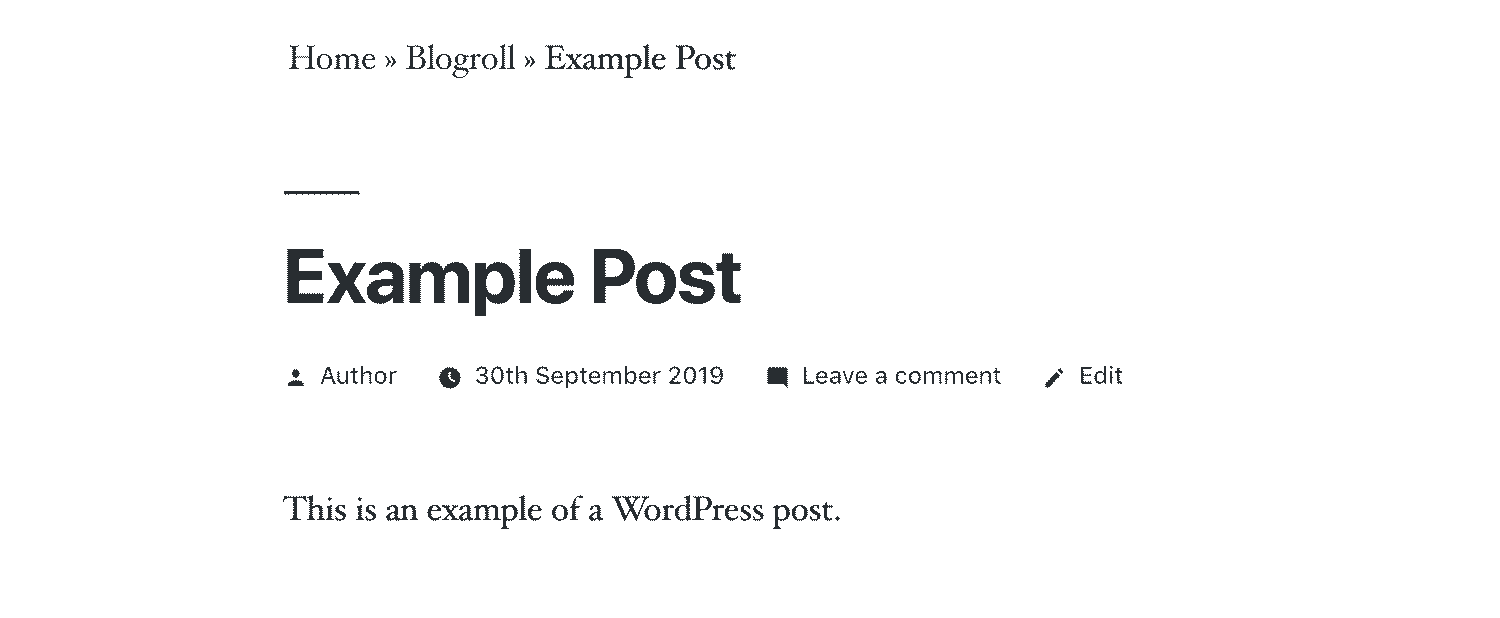 Home » Blogroll » Example Post
Example Post
Author 30th September 2019 Leave a comment Edit
This is an example of a WordPress post.